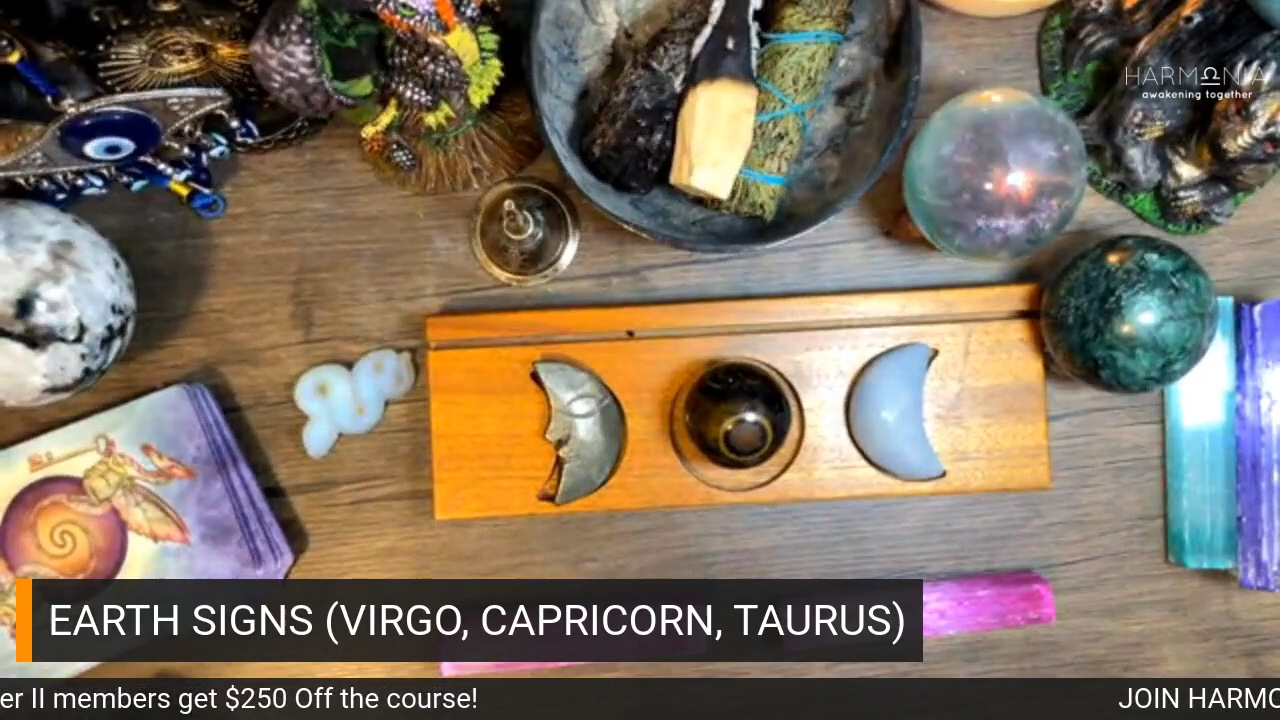 HARMONIA
awakening together
EARTH SIGNS (VIRGO, CAPRICORN, TAURUS)
er II members get $250 Off the course!
JOIN HARMO